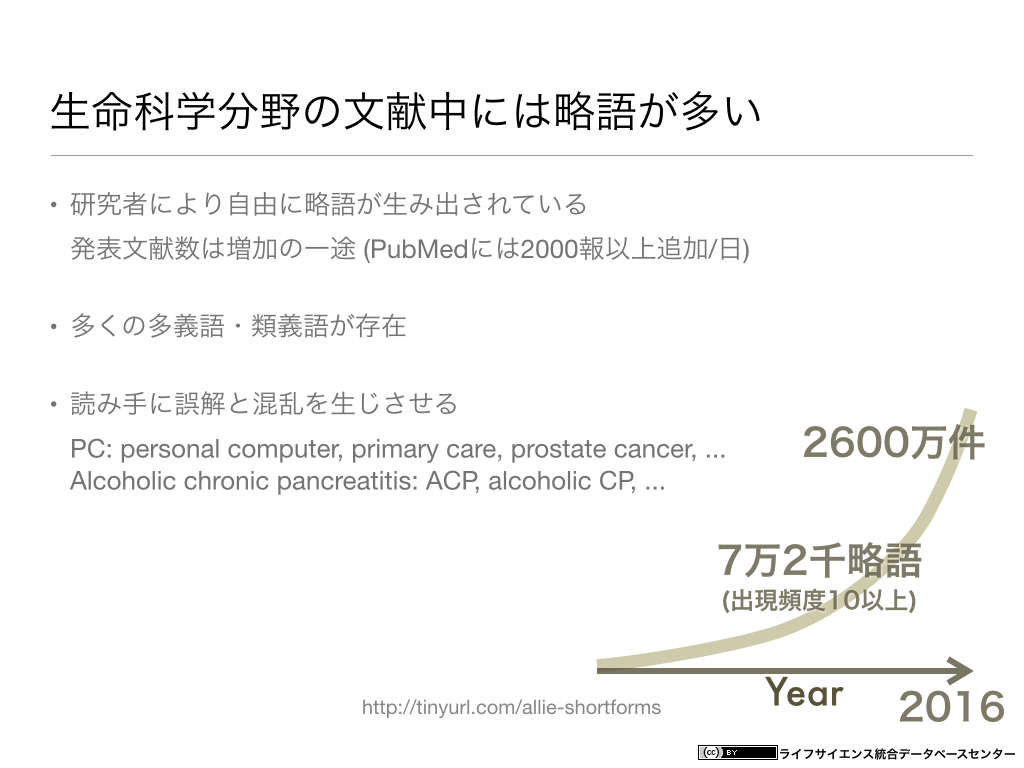 生命科学分野の文献中には略語が多い
• 研究者により自由に略語が生み出されている
発表文献数は増加の一途 (PubMedには2000報以上追加/日)
• 多くの多義語・類義語が存在
• 読み手に誤解と混乱を生じさせる
PC: personal computer, primary care, prostate cancer, ...
Alcoholic chronic pancreatitis: ACP, alcoholic CP, ...
2600万件
7万2千略語
(出現頻度10以上)
Year
2016
http://tinyurl.com/allie-shortforms
(cc) BY ライフサイエンス統合データベースセンター